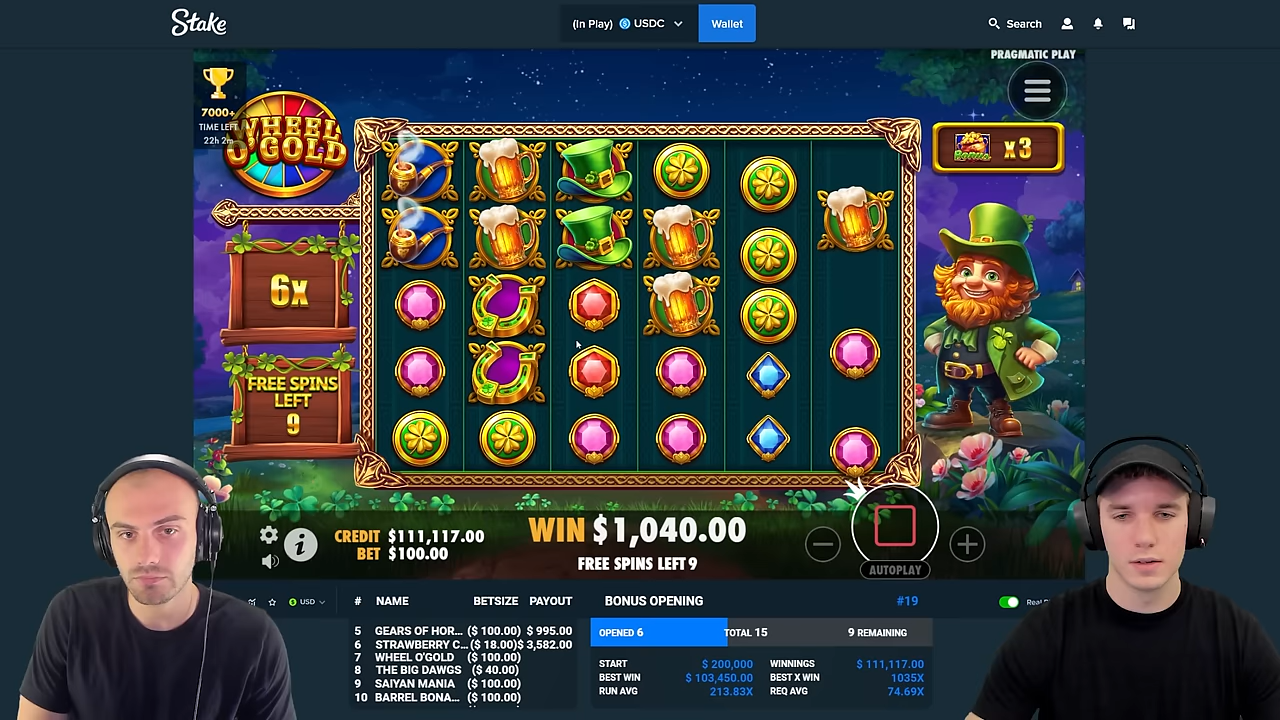 Stake
(In Play) USDC
Wallet
Search
PRAGMATIC PLAY
7000+
TIME LEFT
22h 2m
WHEEL
O'GOLD
Bonus x3
6x
FREE SPINS
LEFT
9
CREDIT $111,117.00
BET $100.00
WIN $1,040.00
FREE SPINS LEFT 9
AUTOPLAY
USD
# NAME BETSIZE PAYOUT
5 GEARS OF HOR... ($ 100.00) $ 995.00
6 STRAWBERRY C... ($ 18.00) $ 3,582.00
7 WHEEL O'GOLD ($ 100.00)
8 THE BIG DAWGS ($ 40.00)
9 SAIYAN MANIA ($ 100.00)
10 BARREL BONA... ($ 100.00)
BONUS OPENING #19
OPENED 6 TOTAL 15 9 REMAINING
START $ 200,000 WINNINGS $ 111,117.00
BEST WIN $ 103,450.00 BEST X WIN 1035X
RUN AVG 213.83X REQ AVG 74.69X
Real